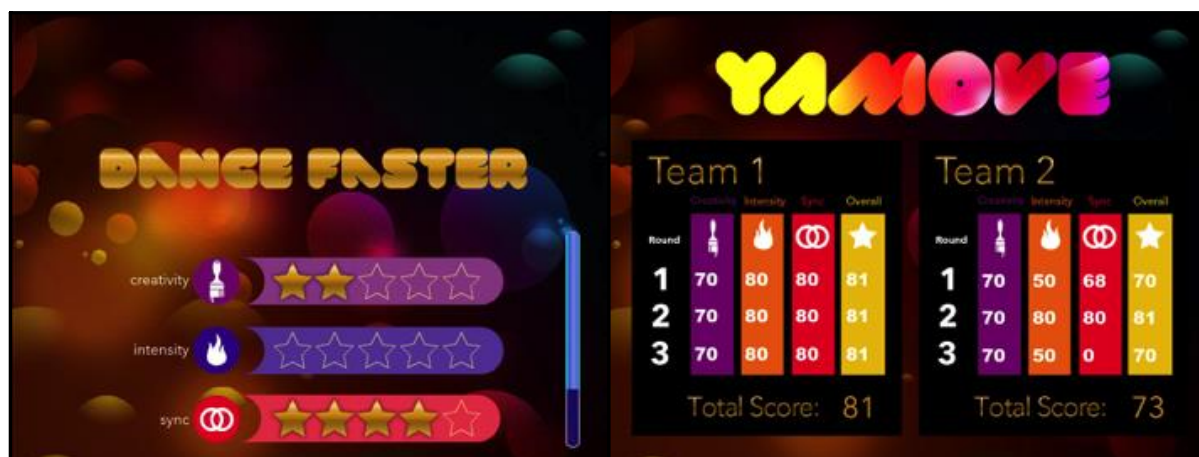 DANCE FASTER
creativity
intensity
sync
YAMOVE
Team 1
Creativity Intensity Sync Overall
Round
1 70 80 80 81
2 70 80 80 81
3 70 80 80 81
Total Score: 81
Team 2
Creativity Intensity Sync Overall
Round
1 70 50 68 70
2 70 80 80 81
3 70 50 0 70
Total Score: 73